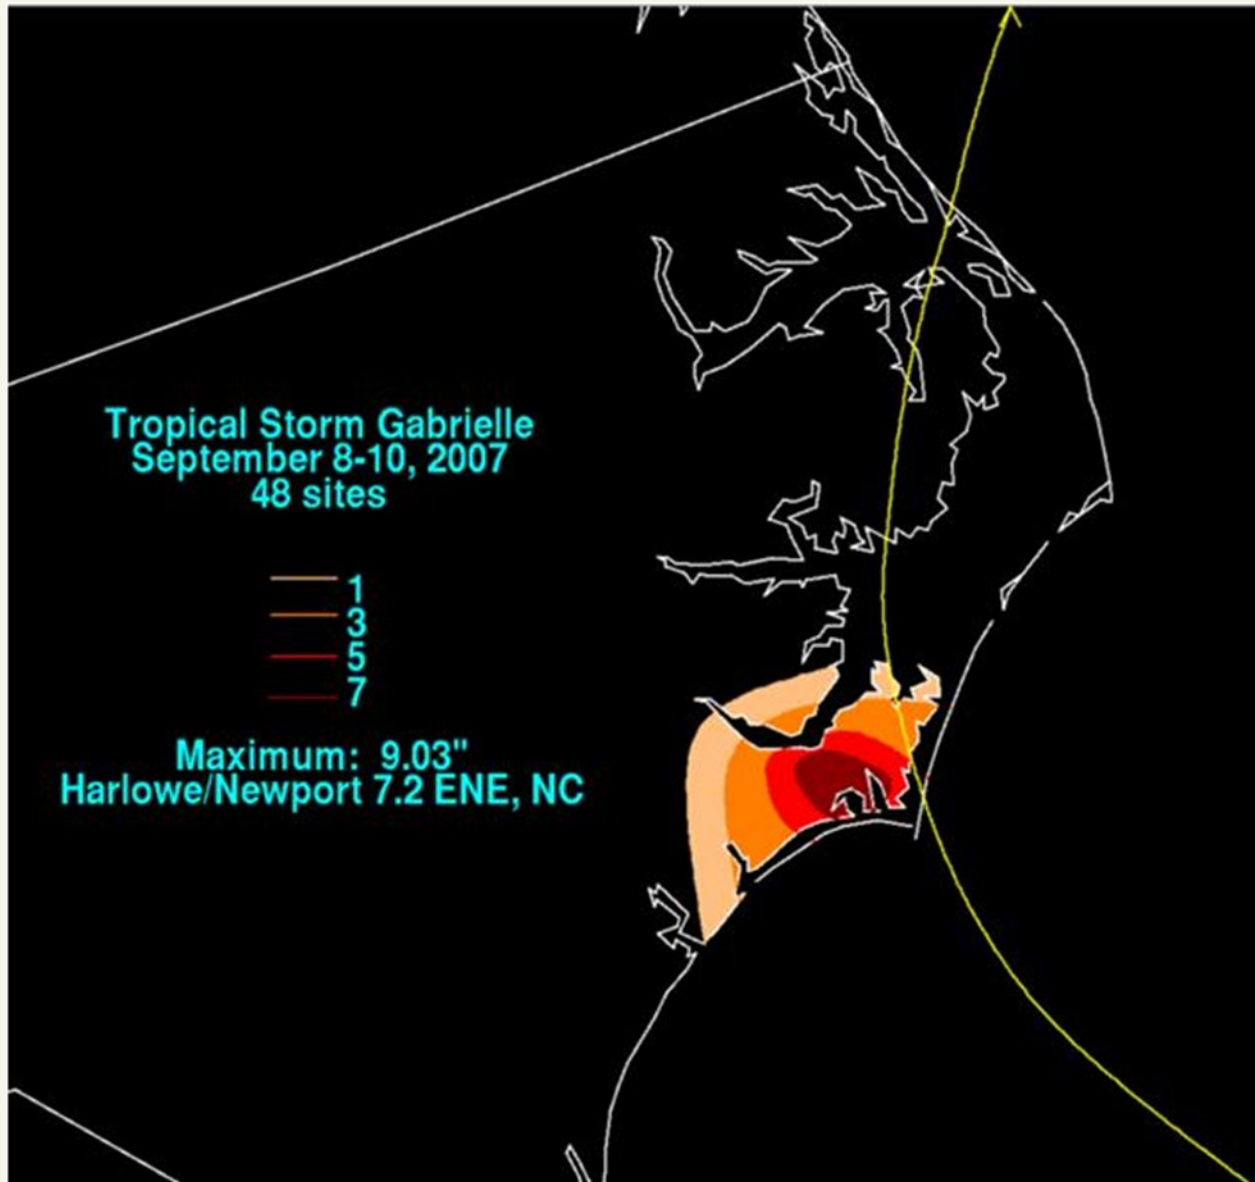 Tropical Storm Gabrielle
September 8-10, 2007
48 sites
1
3
5
7
Maximum: 9.03"
Harlowe/Newport 7.2 ENE, NC